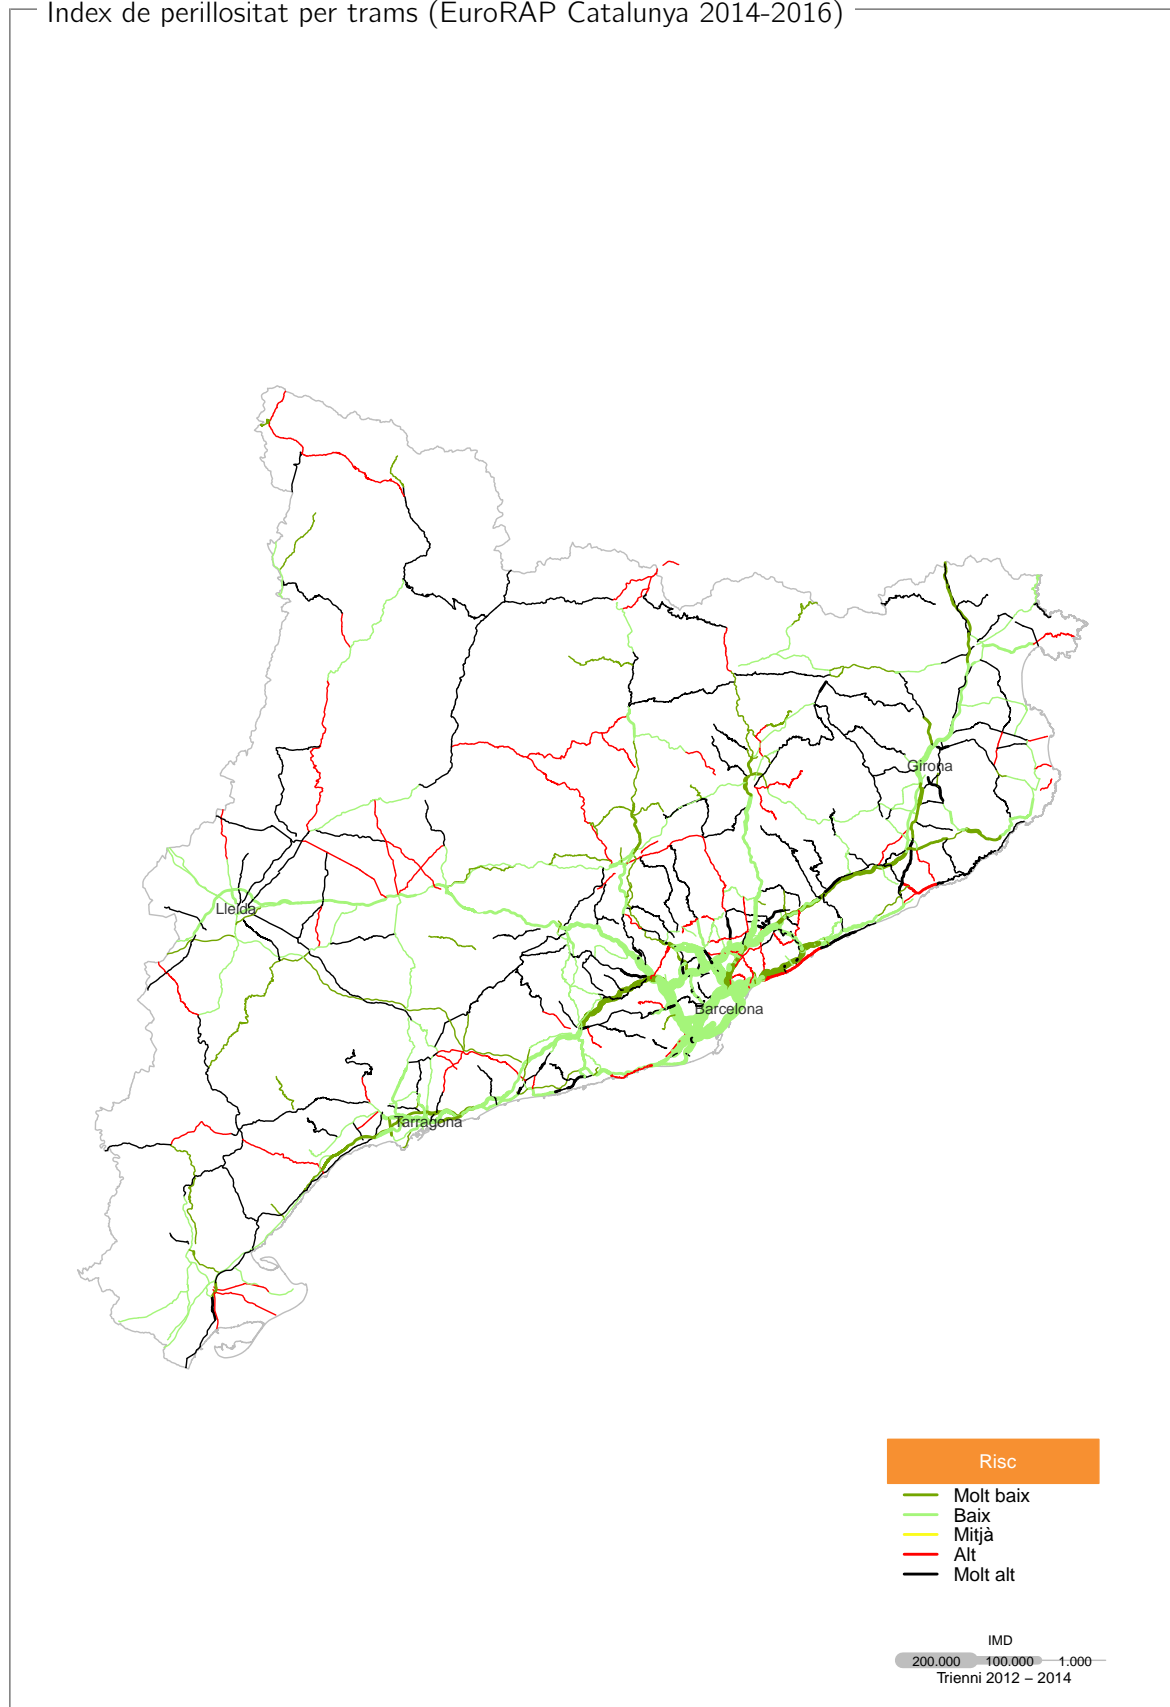 Index de perillositat per trams (EuroRAP Catalunya 2014-2016)
Girona
Lleida
Barcelona
Tarragona
Risc
Molt baix
Baix
Mitjà
Alt
Molt alt
IMD
200.000 100.000 1.000
Trienni 2012 – 2014